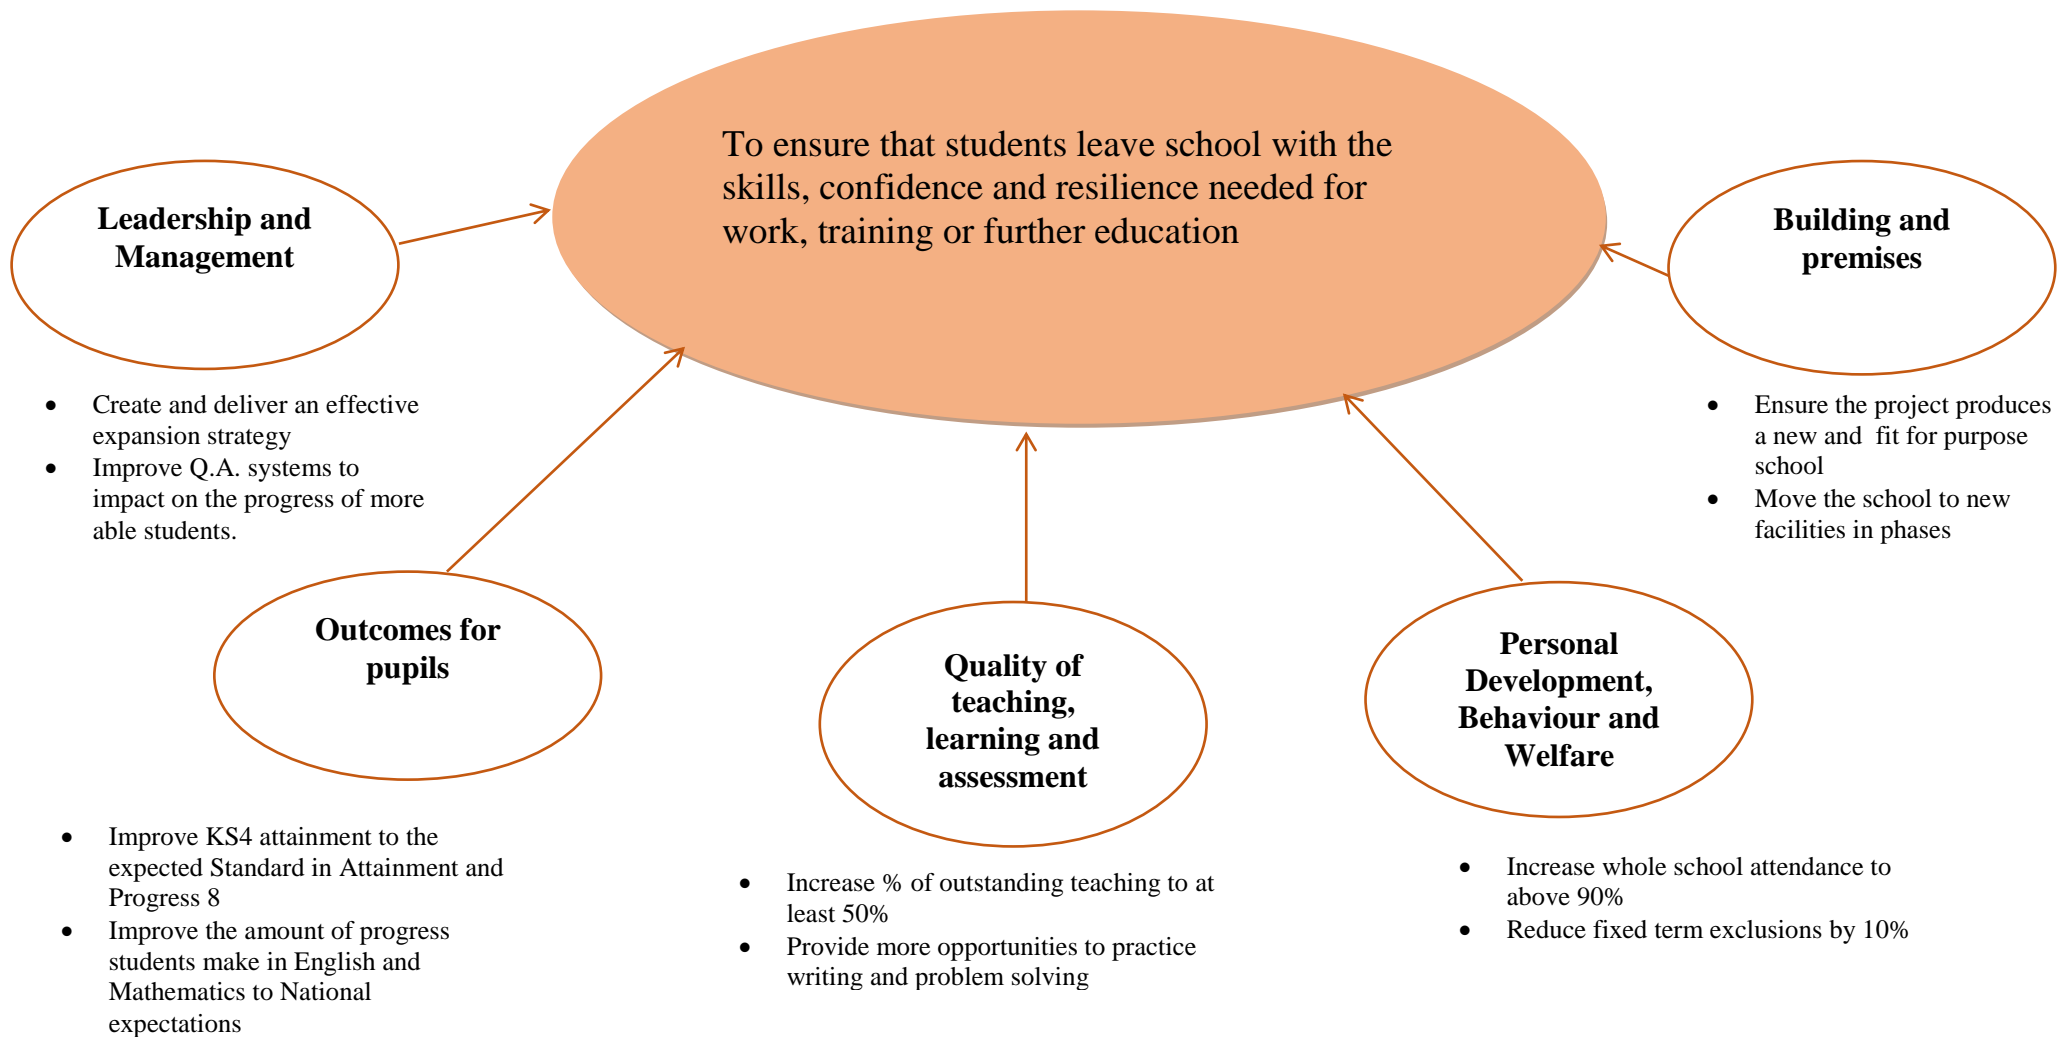 To ensure that students leave school with the
skills, confidence and resilience needed for
work, training or further education
Leadership and
Management
• Create and deliver an effective
expansion strategy
• Improve Q.A. systems to
impact on the progress of more
able students.
Building and
premises
• Ensure the project produces
a new and  fit for purpose
school
• Move the school to new
facilities in phases
Outcomes for
pupils
• Improve KS4 attainment to the
expected Standard in Attainment and
Progress 8
• Improve the amount of progress
students make in English and
Mathematics to National
expectations
Quality of
teaching,
learning and
assessment
• Increase % of outstanding teaching to at
least 50%
• Provide more opportunities to practice
writing and problem solving
Personal
Development,
Behaviour and
Welfare
• Increase whole school attendance to
above 90%
• Reduce fixed term exclusions by 10%